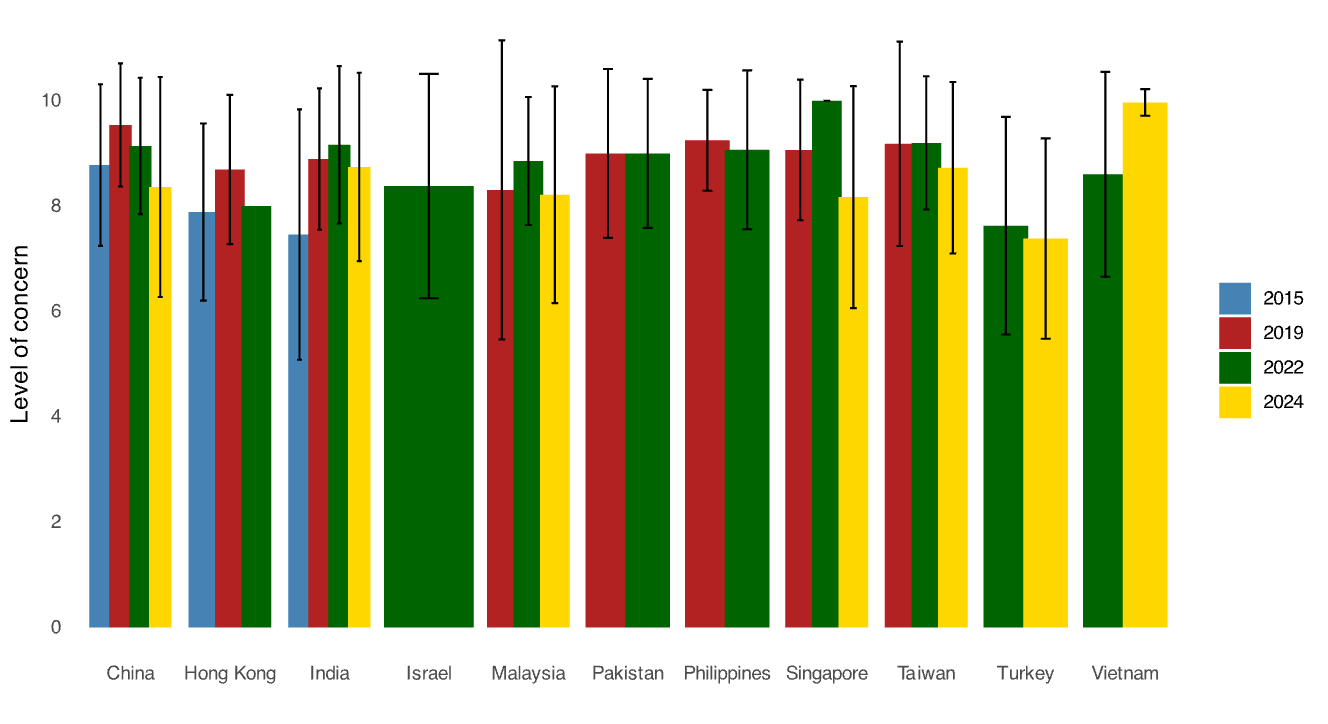 Level of concern
10
8
6
4
2
0
China
Hong Kong
India
Israel
Malaysia
Pakistan
Philippines
Singapore
Taiwan
Turkey
Vietnam
2015
2019
2022
2024